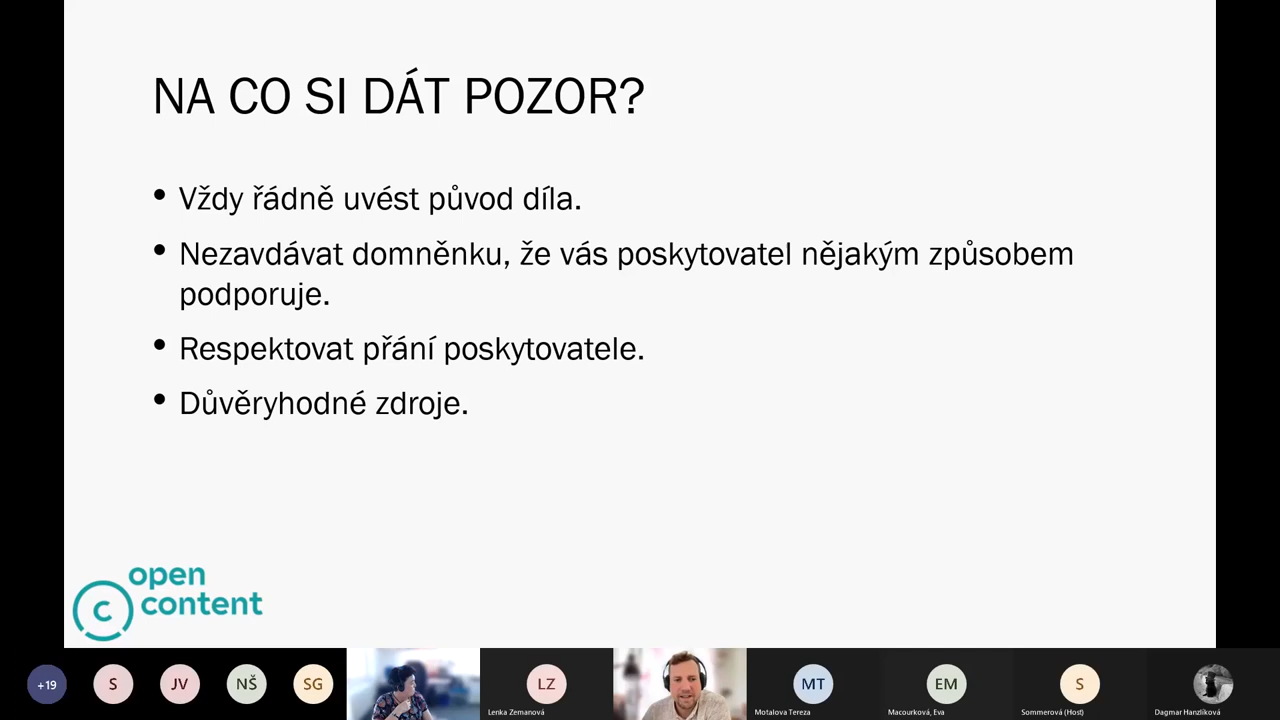 NA CO SI DÁT POZOR?
• Vždy řádně uvést původ díla.
• Nezavdávat domněnku, že vás poskytovatel nějakým způsobem
podporuje.
• Respektovat přání poskytovatele.
• Důvěryhodné zdroje.
open
c content
+19
S
JV
NŠ
SG
LZ
Lenka Zemanová
MT
Motalova Tereza
EM
Macourková, Eva
S
Sommerová (Host)
Dagmar Hanzlíková